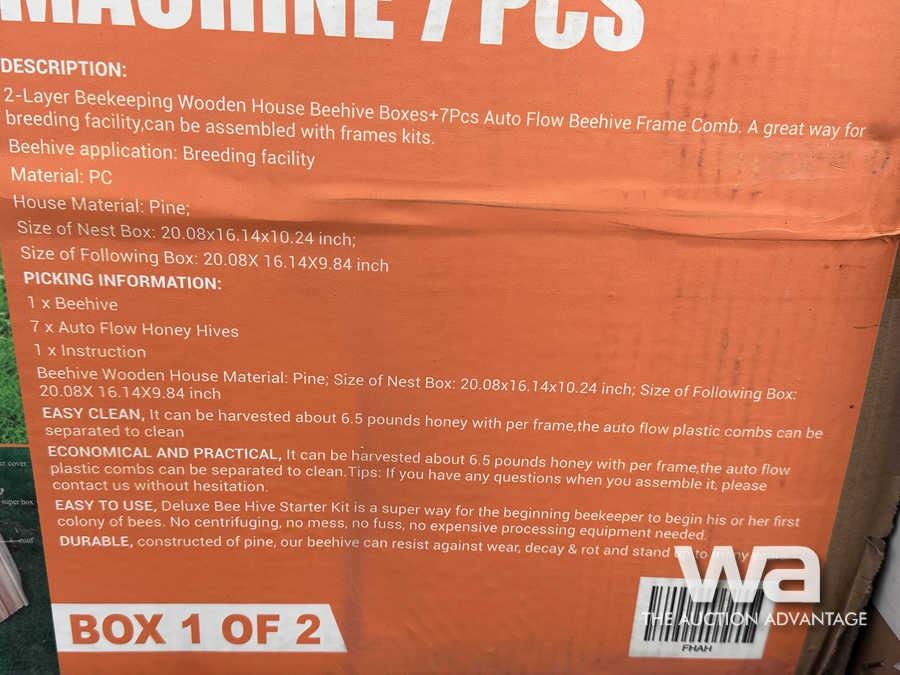 MACHINE 7 PCS
DESCRIPTION:
2-Layer Beekeeping Wooden House Beehive Boxes+7Pcs Auto Flow Beehive Frame Comb. A great way for
breeding facility,can be assembled with frames kits.
Beehive application: Breeding facility
Material: PC
House Material: Pine;
Size of Nest Box: 20.08x16.14x10.24 inch;
Size of Following Box: 20.08X 16.14X9.84 inch
PICKING INFORMATION:
1 x Beehive
7 x Auto Flow Honey Hives
1 x Instruction
Beehive Wooden House Material: Pine; Size of Nest Box: 20.08x16.14x10.24 inch; Size of Following Box:
20.08X 16.14X9.84 inch
EASY CLEAN, It can be harvested about 6.5 pounds honey with per frame,the auto flow plastic combs can be
separated to clean
ECONOMICAL AND PRACTICAL, It can be harvested about 6.5 pounds honey with per frame,the auto flow
plastic combs can be separated to clean.Tips: If you have any questions when you assemble it, please
contact us without hesitation.
EASY TO USE, Deluxe Bee Hive Starter Kit is a super way for the beginning beekeeper to begin his or her first
colony of bees. No centrifuging, no mess, no fuss, no expensive processing equipment needed.
DURABLE, constructed of pine, our beehive can resist against wear, decay & rot and stand
cover
super box
BOX 1 OF 2
FHAH
wa
THE AUCTION ADVANTAGE